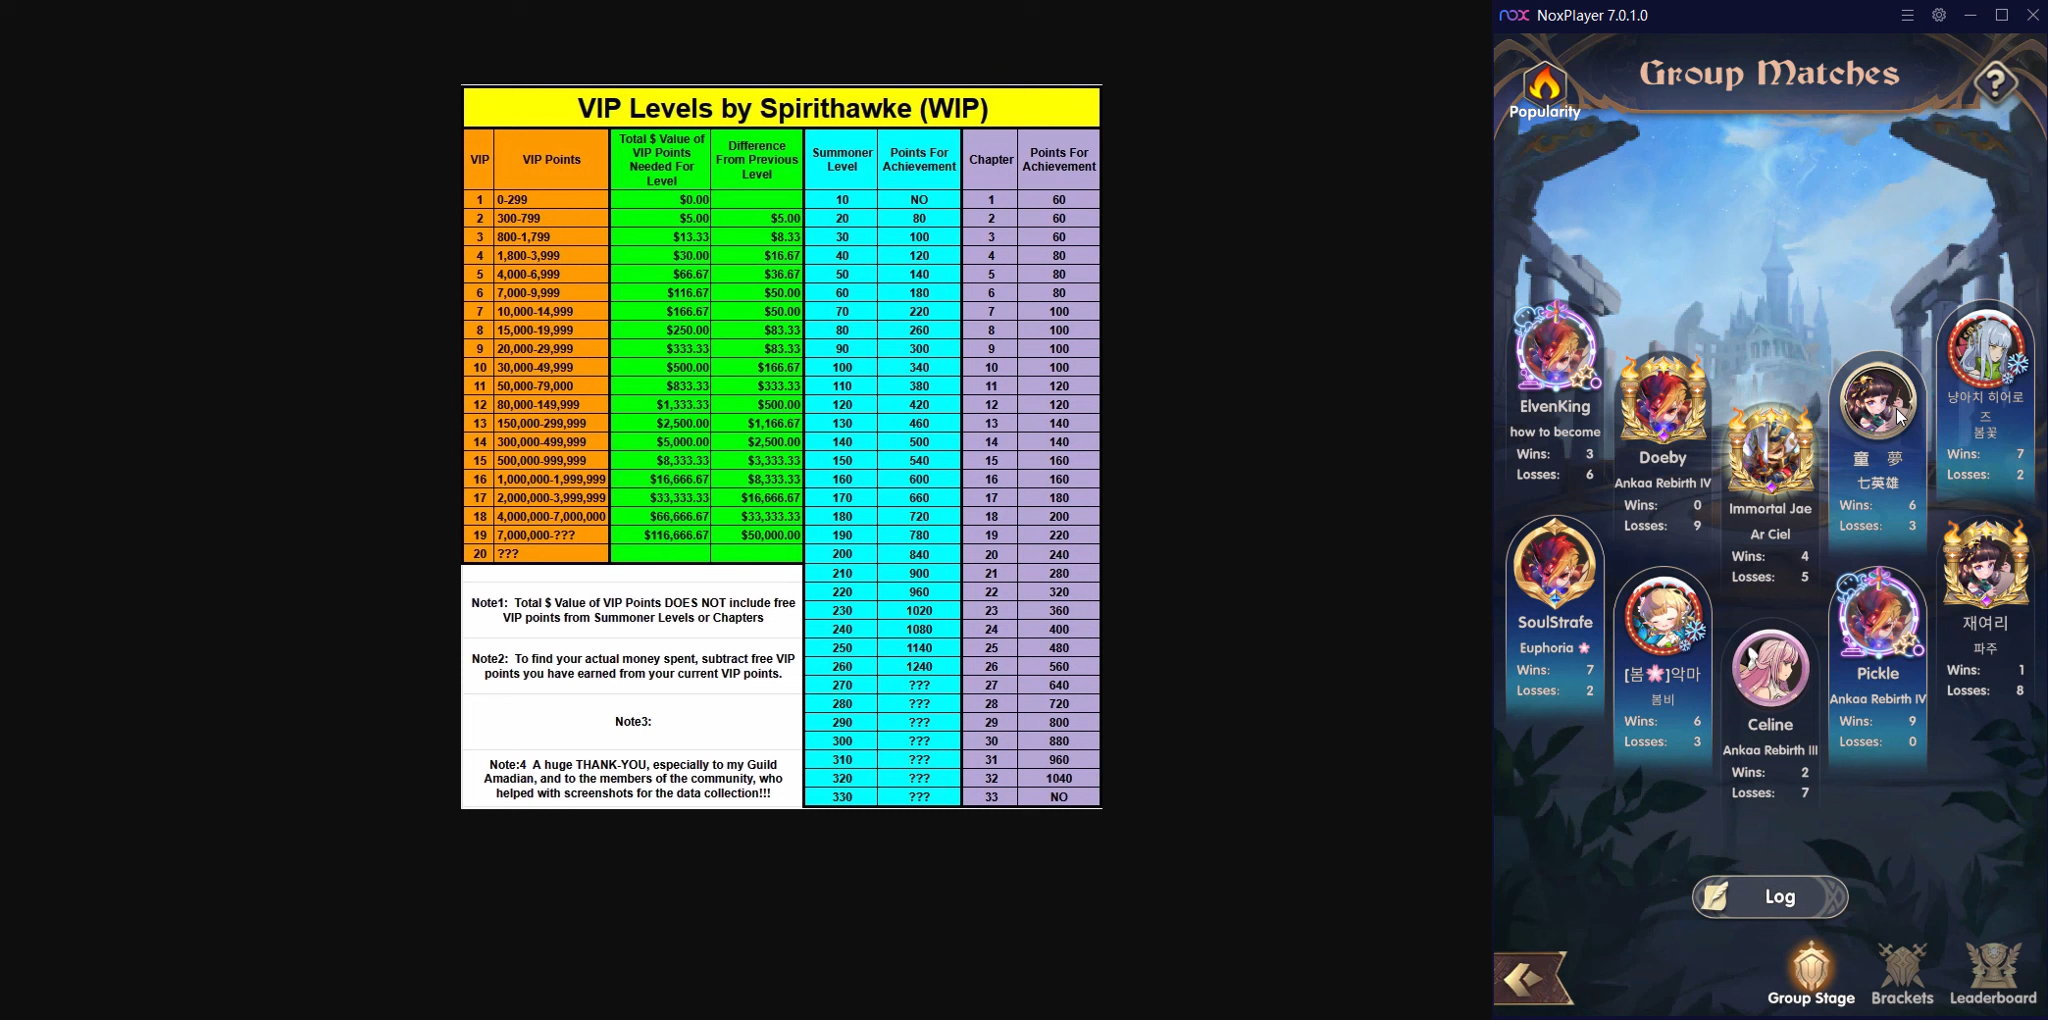 VIP Levels by Spirithawke (WIP)
VIP | VIP Points | Total $ Value of VIP Points Needed For Level | Difference From Previous Level | Summoner Level | Points For Achievement | Chapter | Points For Achievement
1 | 0-299 | $0.00 | | 10 | NO | 1 | 60
2 | 300-799 | $5.00 | $5.00 | 20 | 80 | 2 | 60
3 | 800-1,799 | $13.33 | $8.33 | 30 | 100 | 3 | 60
4 | 1,800-3,999 | $30.00 | $16.67 | 40 | 120 | 4 | 80
5 | 4,000-6,999 | $66.67 | $36.67 | 50 | 140 | 5 | 80
6 | 7,000-9,999 | $116.67 | $50.00 | 60 | 180 | 6 | 80
7 | 10,000-14,999 | $166.67 | $50.00 | 70 | 220 | 7 | 100
8 | 15,000-19,999 | $250.00 | $83.33 | 80 | 260 | 8 | 100
9 | 20,000-29,999 | $333.33 | $83.33 | 90 | 300 | 9 | 100
10 | 30,000-49,999 | $500.00 | $166.67 | 100 | 340 | 10 | 100
11 | 50,000-79,000 | $833.33 | $333.33 | 110 | 380 | 11 | 120
12 | 80,000-149,999 | $1,333.33 | $500.00 | 120 | 420 | 12 | 120
13 | 150,000-299,999 | $2,500.00 | $1,166.67 | 130 | 460 | 13 | 140
14 | 300,000-499,999 | $5,000.00 | $2,500.00 | 140 | 500 | 14 | 140
15 | 500,000-999,999 | $8,333.33 | $3,333.33 | 150 | 540 | 15 | 160
16 | 1,000,000-1,999,999 | $16,666.67 | $8,333.33 | 160 | 600 | 16 | 160
17 | 2,000,000-3,999,999 | $33,333.33 | $16,666.67 | 170 | 660 | 17 | 180
18 | 4,000,000-7,000,000 | $66,666.67 | $33,333.33 | 180 | 720 | 18 | 200
19 | 7,000,000-??? | $116,666.67 | $50,000.00 | 190 | 780 | 19 | 220
20 | ??? | | | 200 | 840 | 20 | 240
210 | 900 | 21 | 280
220 | 960 | 22 | 320
230 | 1020 | 23 | 360
240 | 1080 | 24 | 400
250 | 1140 | 25 | 480
260 | 1240 | 26 | 560
270 | ??? | 27 | 640
280 | ??? | 28 | 720
290 | ??? | 29 | 800
300 | ??? | 30 | 880
310 | ??? | 31 | 960
320 | ??? | 32 | 1040
330 | ??? | 33 | NO
Note1: Total $ Value of VIP Points DOES NOT include free
VIP points from Summoner Levels or Chapters
Note2: To find your actual money spent, subtract free VIP
points you have earned from your current VIP points.
Note3:
Note:4 A huge THANK-YOU, especially to my Guild
Amadian, and to the members of the community, who
helped with screenshots for the data collection!!!
nox NoxPlayer 7.0.1.0
Group Matches
?
Popularity
ElvenKing
how to become
Wins: 3
Losses: 6
Doeby
Ankaa Rebirth IV
Wins: 0
Losses: 9
Immortal Jae
Ar Ciel
Wins: 4
Losses: 5
童 夢
七英雄
Wins: 6
Losses: 3
냥아치 히어로
즈
봄꽃
Wins: 7
Losses: 2
SoulStrafe
Euphoria 🌸
Wins: 7
Losses: 2
[봄🌸]악마
봄비
Wins: 6
Losses: 3
Celine
Ankaa Rebirth III
Wins: 2
Losses: 7
Pickle
Ankaa Rebirth IV
Wins: 9
Losses: 0
재여리
파주
Wins: 1
Losses: 8
Log
Group Stage
Brackets
Leaderboard